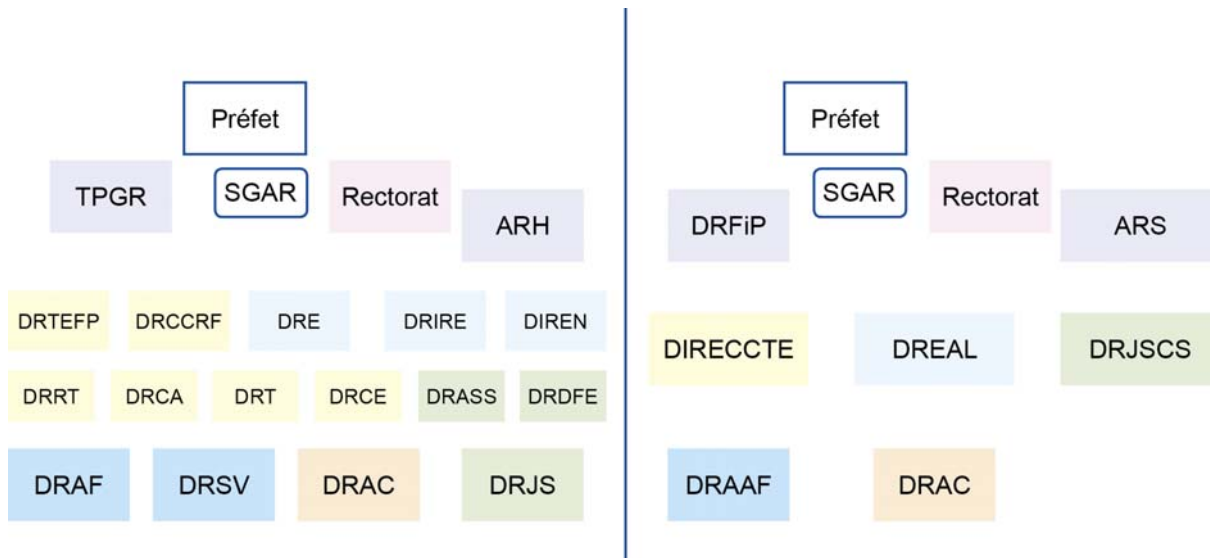 Préfet
TPGR
SGAR
Rectorat
ARH
DRTEFP
DRCCRF
DRE
DRIRE
DIREN
DRRT
DRCA
DRT
DRCE
DRASS
DRDFE
DRAF
DRSV
DRAC
DRJS
Préfet
DRFiP
SGAR
Rectorat
ARS
DIRECCTE
DREAL
DRJSCS
DRAAF
DRAC